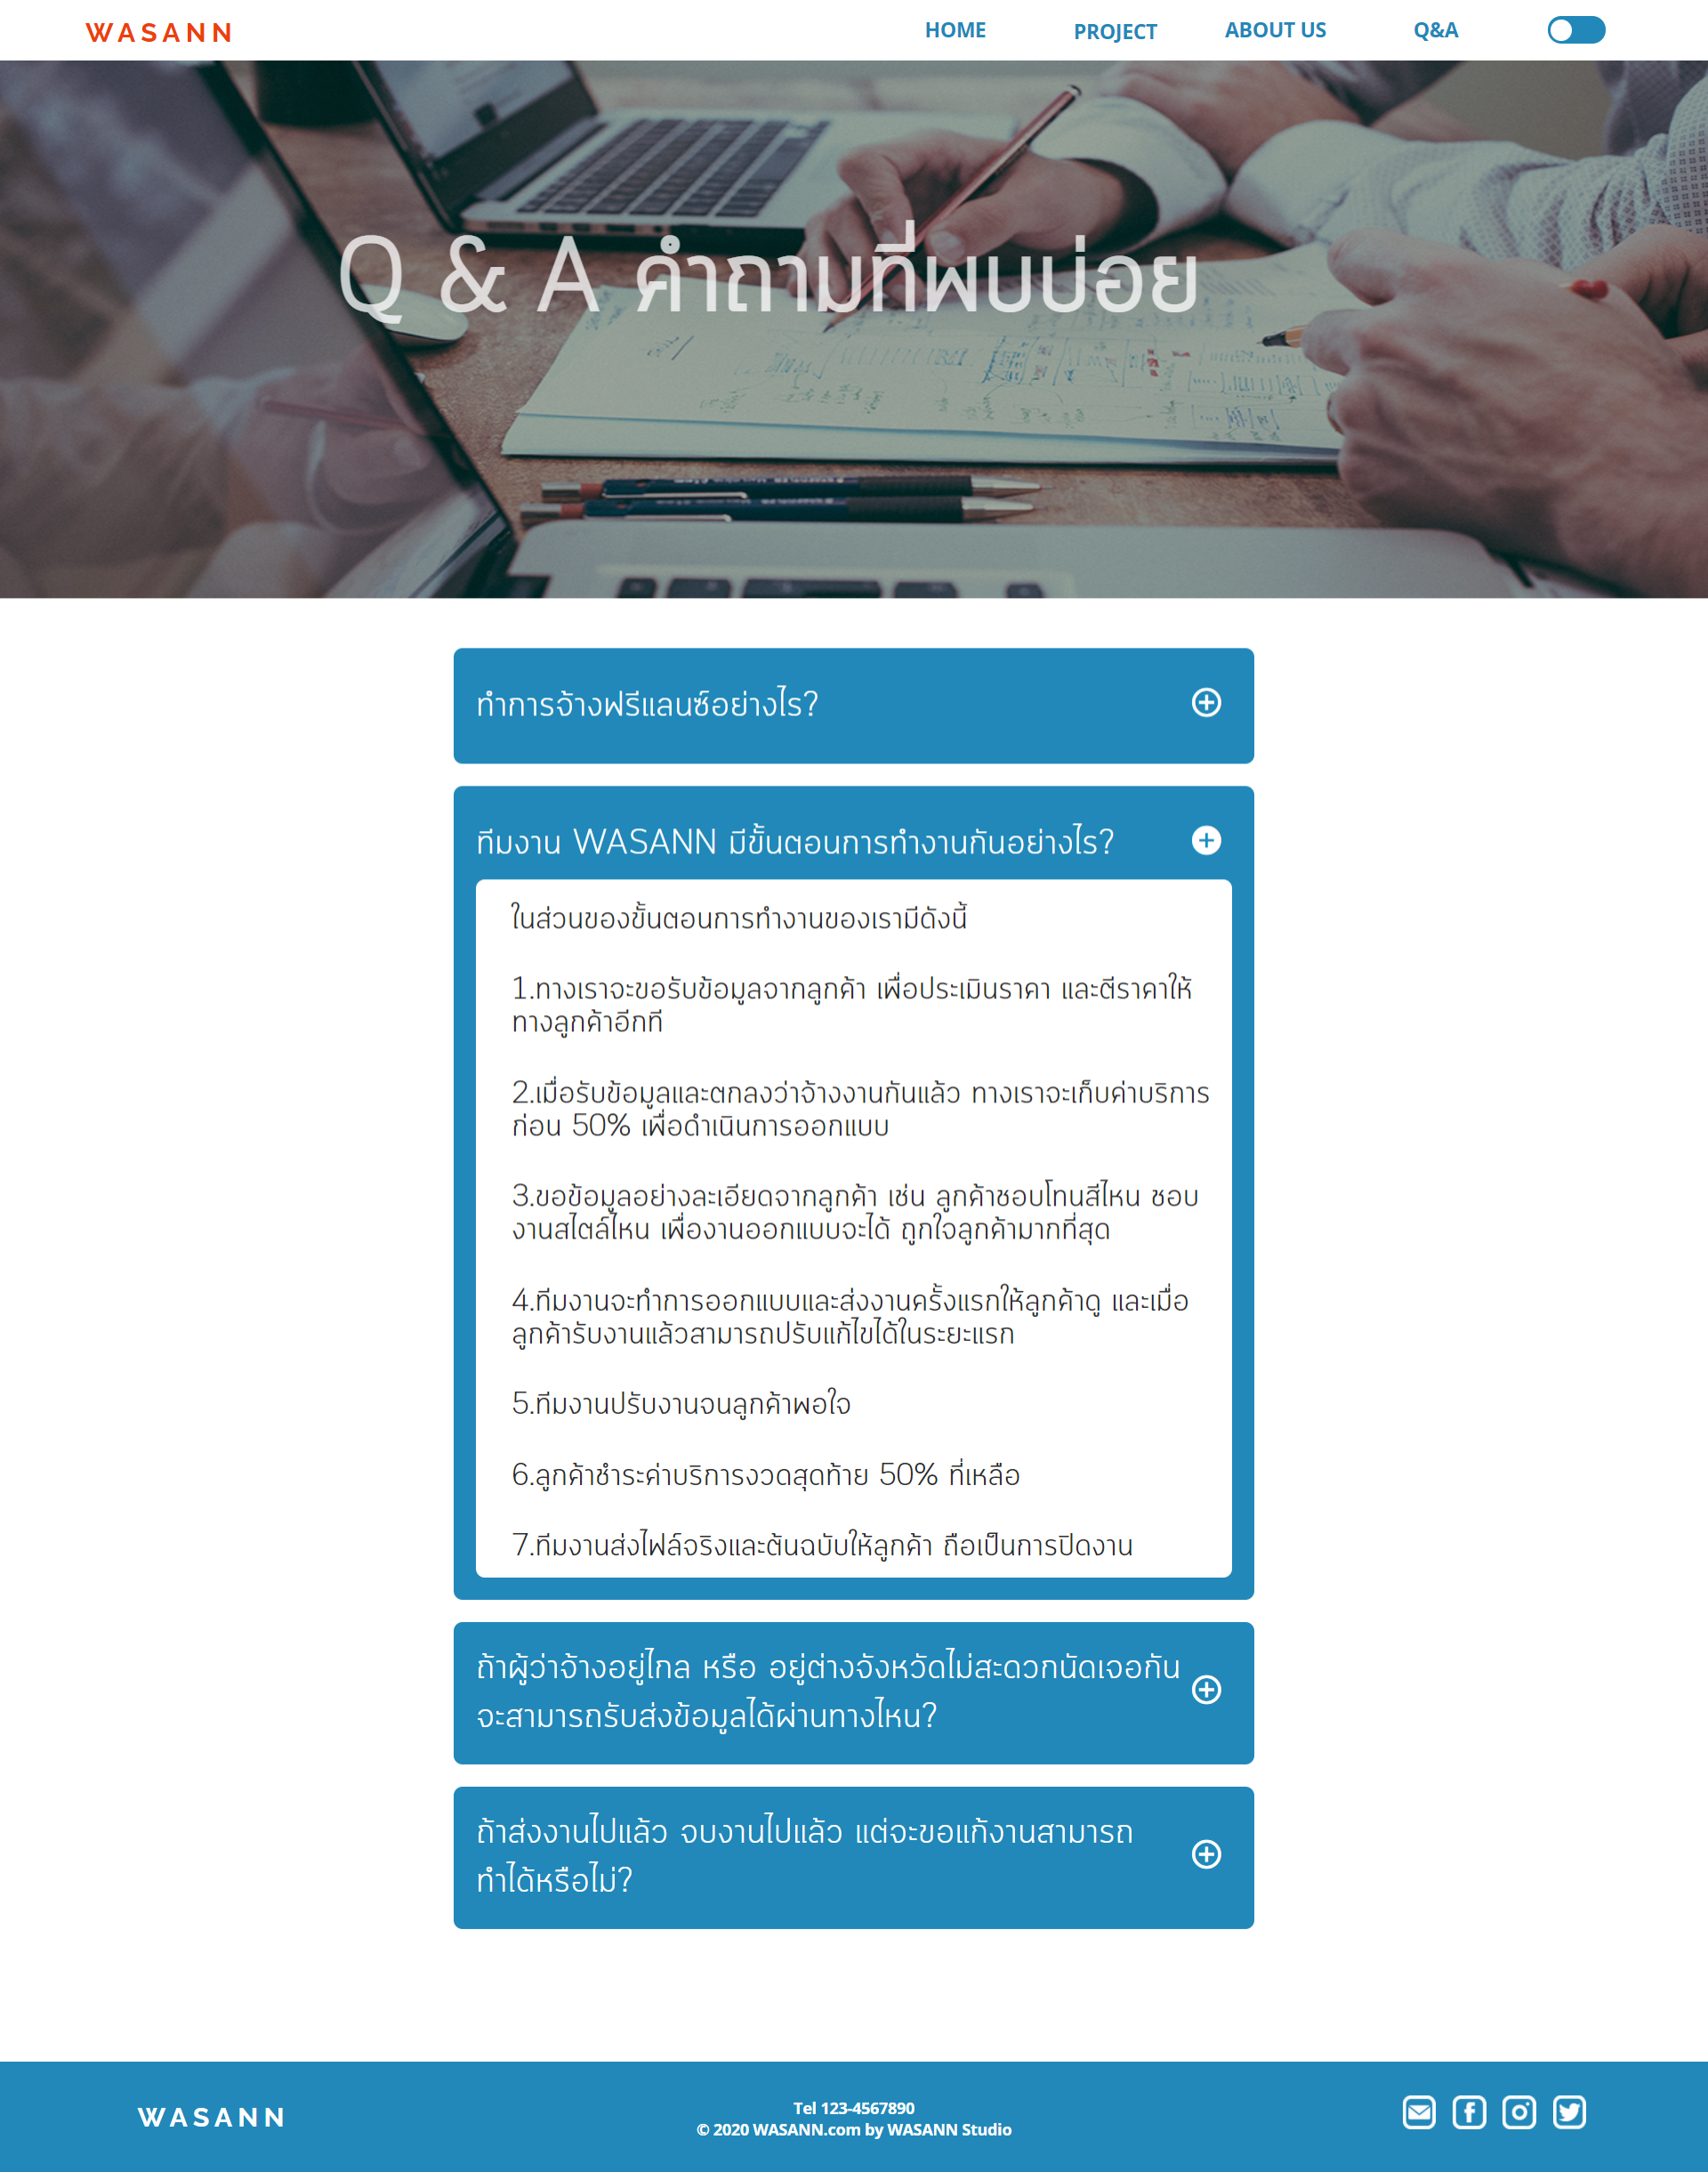 WASANN
HOME
PROJECT
ABOUT US
Q&A
Q & A คำถามที่พบบ่อย
ทำการจ้างฟรีแลนซ์อย่างไร?
ทีมงาน WASANN มีขั้นตอนการทำงานกันอย่างไร?
ในส่วนของขั้นตอนการทำงานของเรามีดังนี้
1.ทางเราจะขอรับข้อมูลจากลูกค้า เพื่อประเมินราคา และตีราคาให้
ทางลูกค้าอีกที
2.เมื่อรับข้อมูลและตกลงว่าจ้างงานกันแล้ว ทางเราจะเก็บค่าบริการ
ก่อน 50% เพื่อดำเนินการออกแบบ
3.ขอข้อมูลอย่างละเอียดจากลูกค้า เช่น ลูกค้าชอบโทนสีไหน ชอบ
งานสไตล์ไหน เพื่องานออกแบบจะได้ ถูกใจลูกค้ามากที่สุด
4.ทีมงานจะทำการออกแบบและส่งงานครั้งแรกให้ลูกค้าดู และเมื่อ
ลูกค้ารับงานแล้วสามารถปรับแก้ไขได้ในระยะแรก
5.ทีมงานปรับงานจนลูกค้าพอใจ
6.ลูกค้าชำระค่าบริการงวดสุดท้าย 50% ที่เหลือ
7.ทีมงานส่งไฟล์จริงและต้นฉบับให้ลูกค้า ถือเป็นการปิดงาน
ถ้าผู้ว่าจ้างอยู่ไกล หรือ อยู่ต่างจังหวัดไม่สะดวกนัดเจอกัน
จะสามารถรับส่งข้อมูลได้ผ่านทางไหน?
ถ้าส่งงานไปแล้ว จบงานไปแล้ว แต่จะขอแก้งานสามารถ
ทำได้หรือไม่?
WASANN
Tel 123-4567890
© 2020 WASANN.com by WASANN Studio